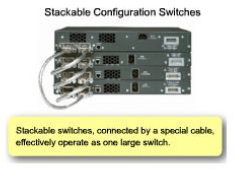 Stackable Configuration Switches
Stackable switches, connected by a special cable,
effectively operate as one large switch.